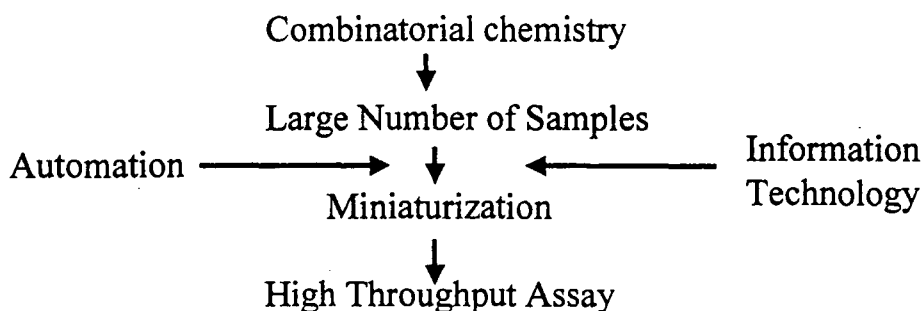 Combinatorial chemistry
Large Number of Samples
Automation
Information
Technology
Miniaturization
High Throughput Assay